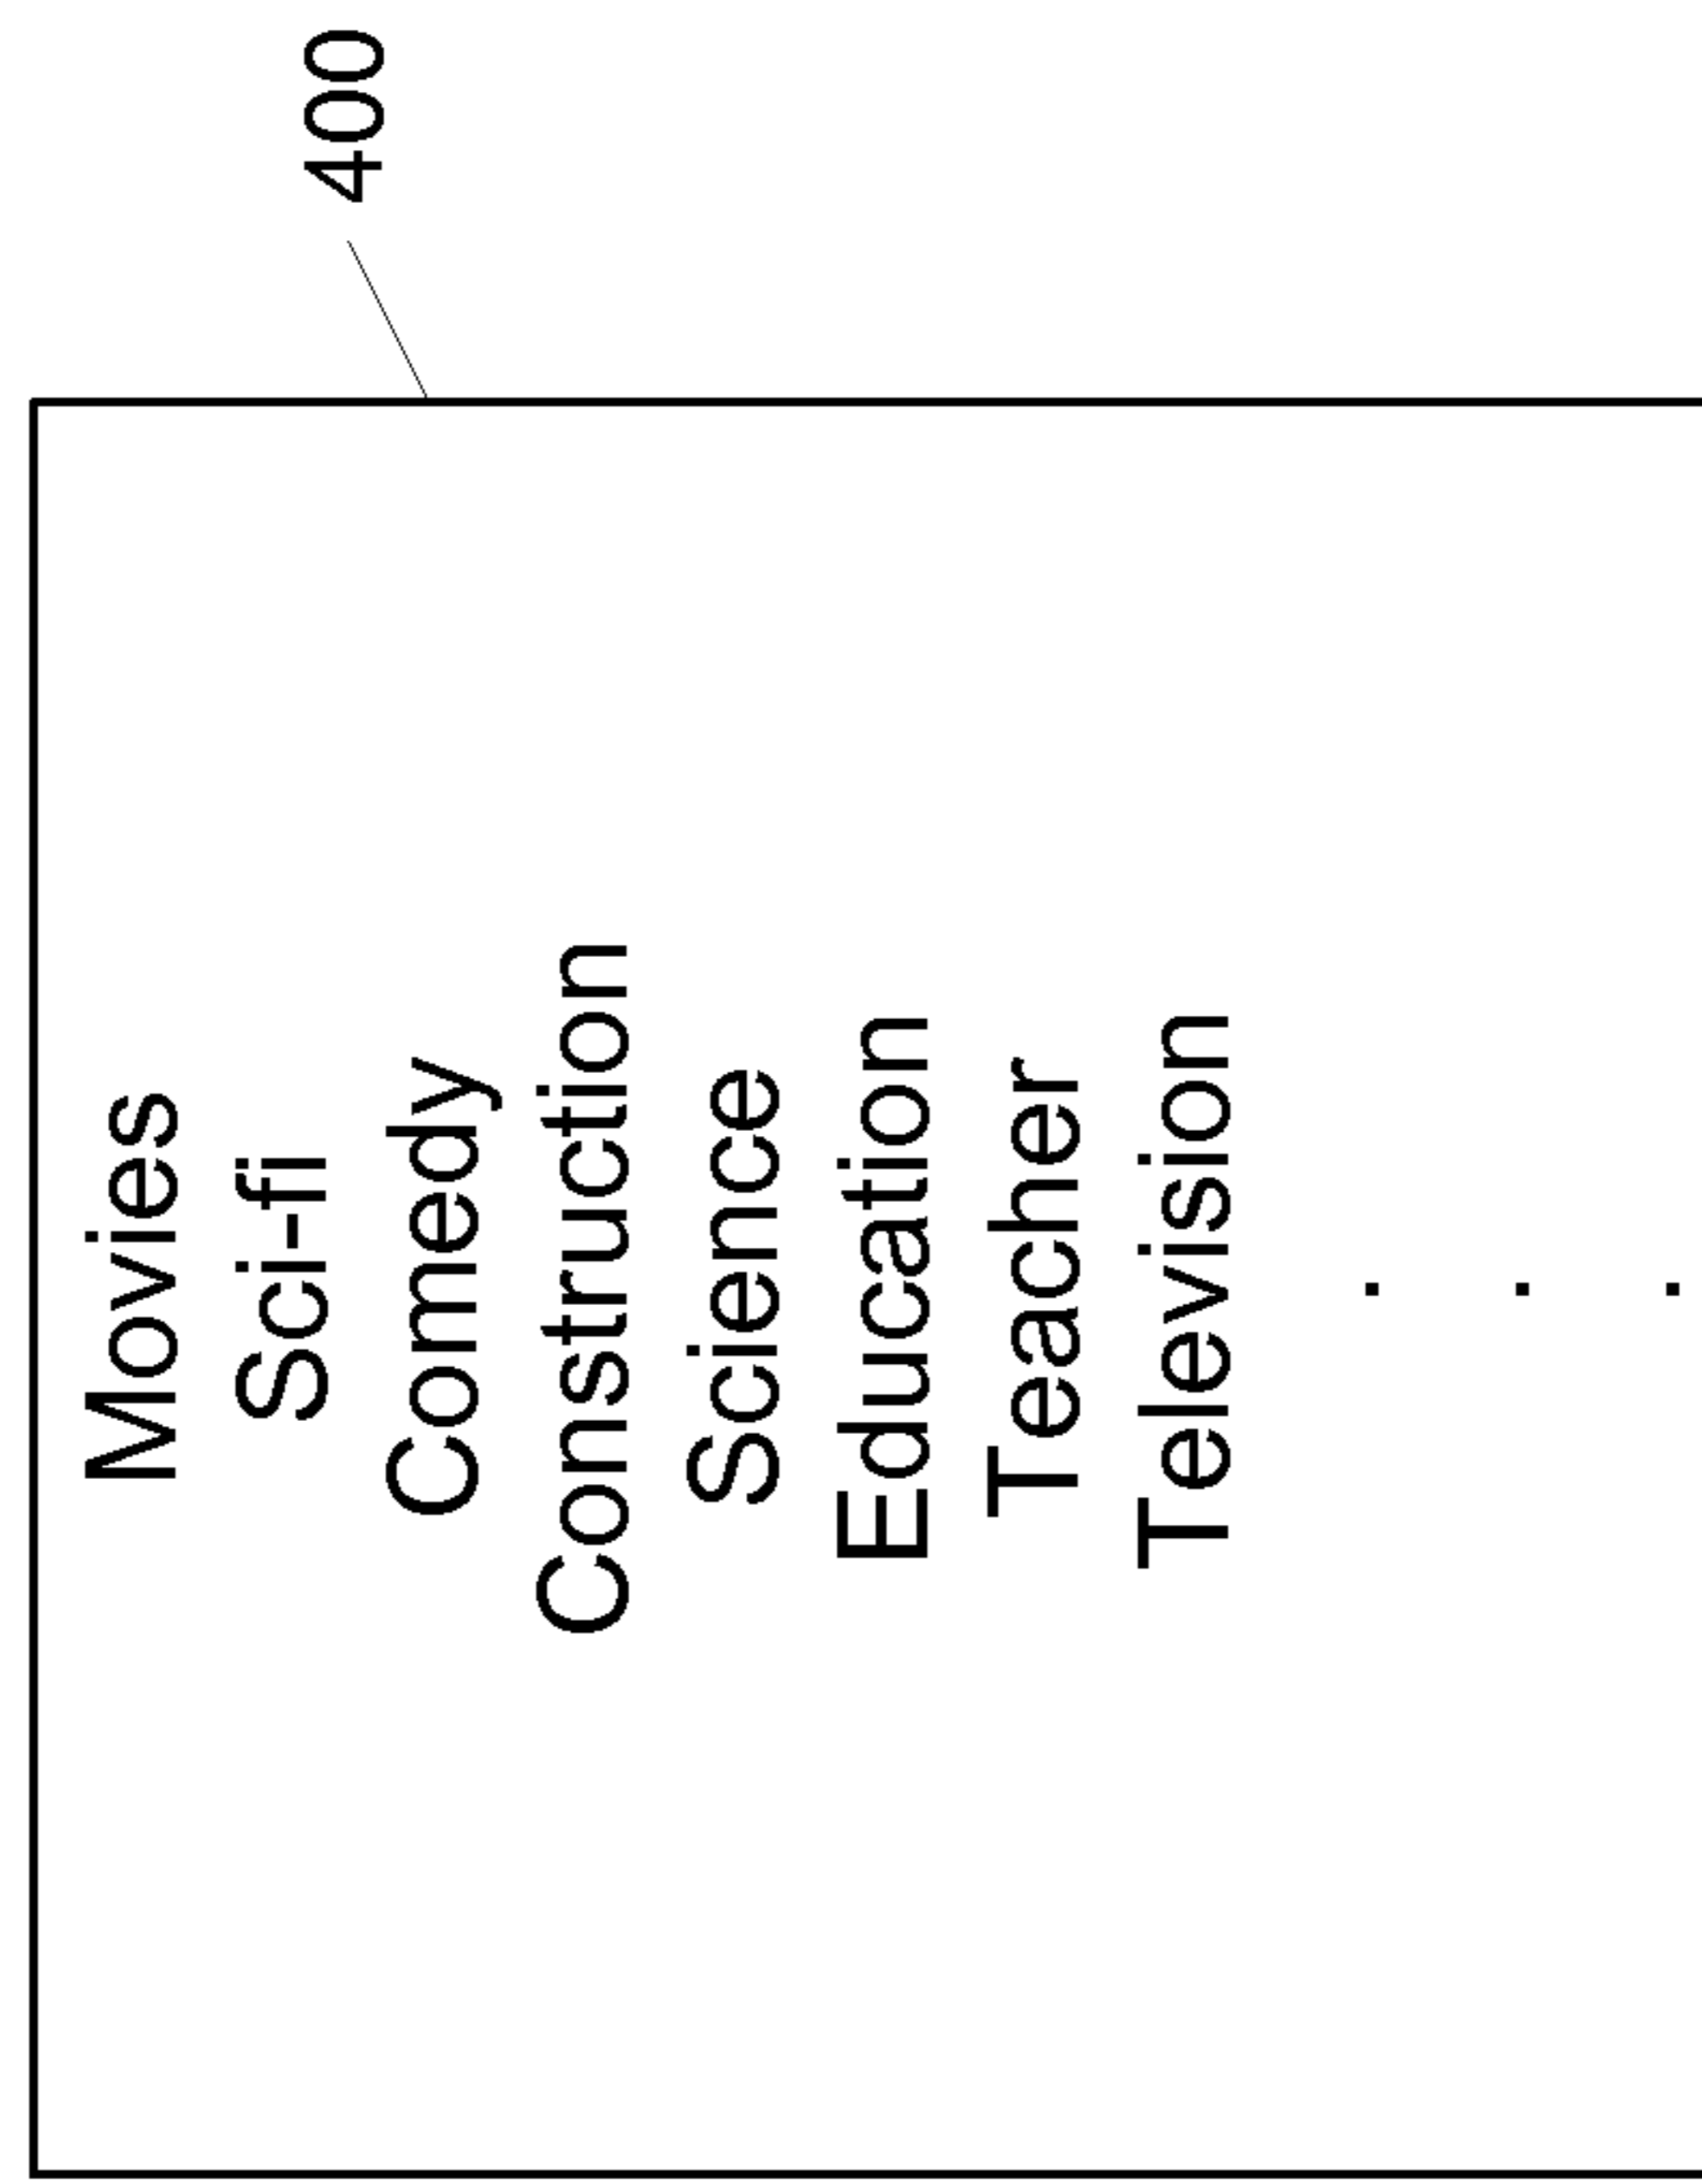 400
Movies
Sci-fi
Comedy
Construction
Science
Education
Teacher
Television
.
.
.